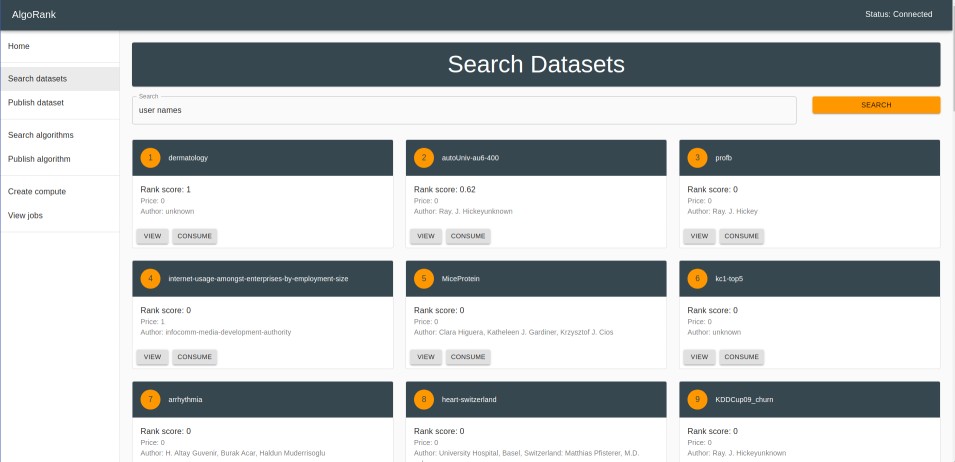 AlgoRank
Status: Connected
Home
Search datasets
Publish dataset
Search algorithms
Publish algorithm
Create compute
View jobs
Search Datasets
Search
user names
SEARCH
1 dermatology
Rank score: 1
Price: 0
Author: unknown
VIEW CONSUME
2 autoUniv-au6-400
Rank score: 0.62
Price: 0
Author: Ray. J. Hickeyunknown
VIEW CONSUME
3 profb
Rank score: 0
Price: 0
Author: Ray. J. Hickey
VIEW CONSUME
4 internet-usage-amongst-enterprises-by-employment-size
Rank score: 0
Price: 1
Author: infocomm-media-development-authority
VIEW CONSUME
5 MiceProtein
Rank score: 0
Price: 0
Author: Clara Higuera, Katheleen J. Gardiner, Krzysztof J. Cios
VIEW CONSUME
6 kc1-top5
Rank score: 0
Price: 0
Author: unknown
VIEW CONSUME
7 arrhythmia
Rank score: 0
Price: 0
Author: H. Altay Guvenir, Burak Acar, Haldun Muderrisoglu
8 heart-switzerland
Rank score: 0
Price: 0
Author: University Hospital, Basel, Switzerland: Matthias Pfisterer, M.D.
9 KDDCup09_churn
Rank score: 0
Price: 0
Author: Ray. J. Hickeyunknown